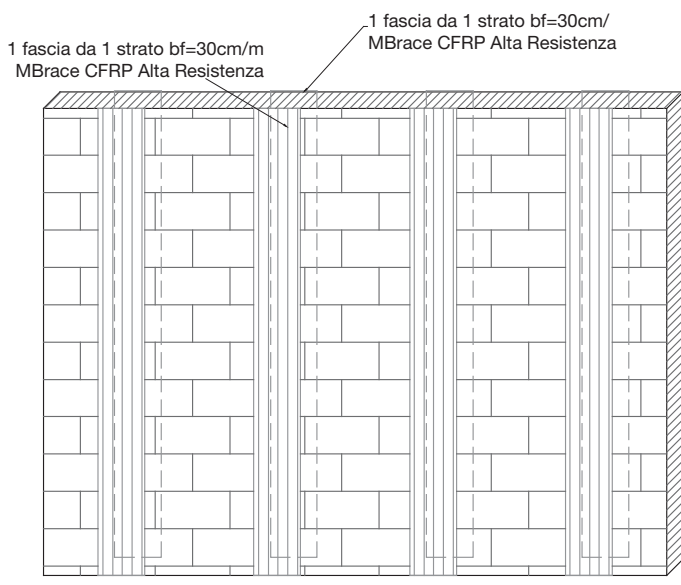 1 fascia da 1 strato bf=30cm/m
MBrace CFRP Alta Resistenza
1 fascia da 1 strato bf=30cm/
MBrace CFRP Alta Resistenza